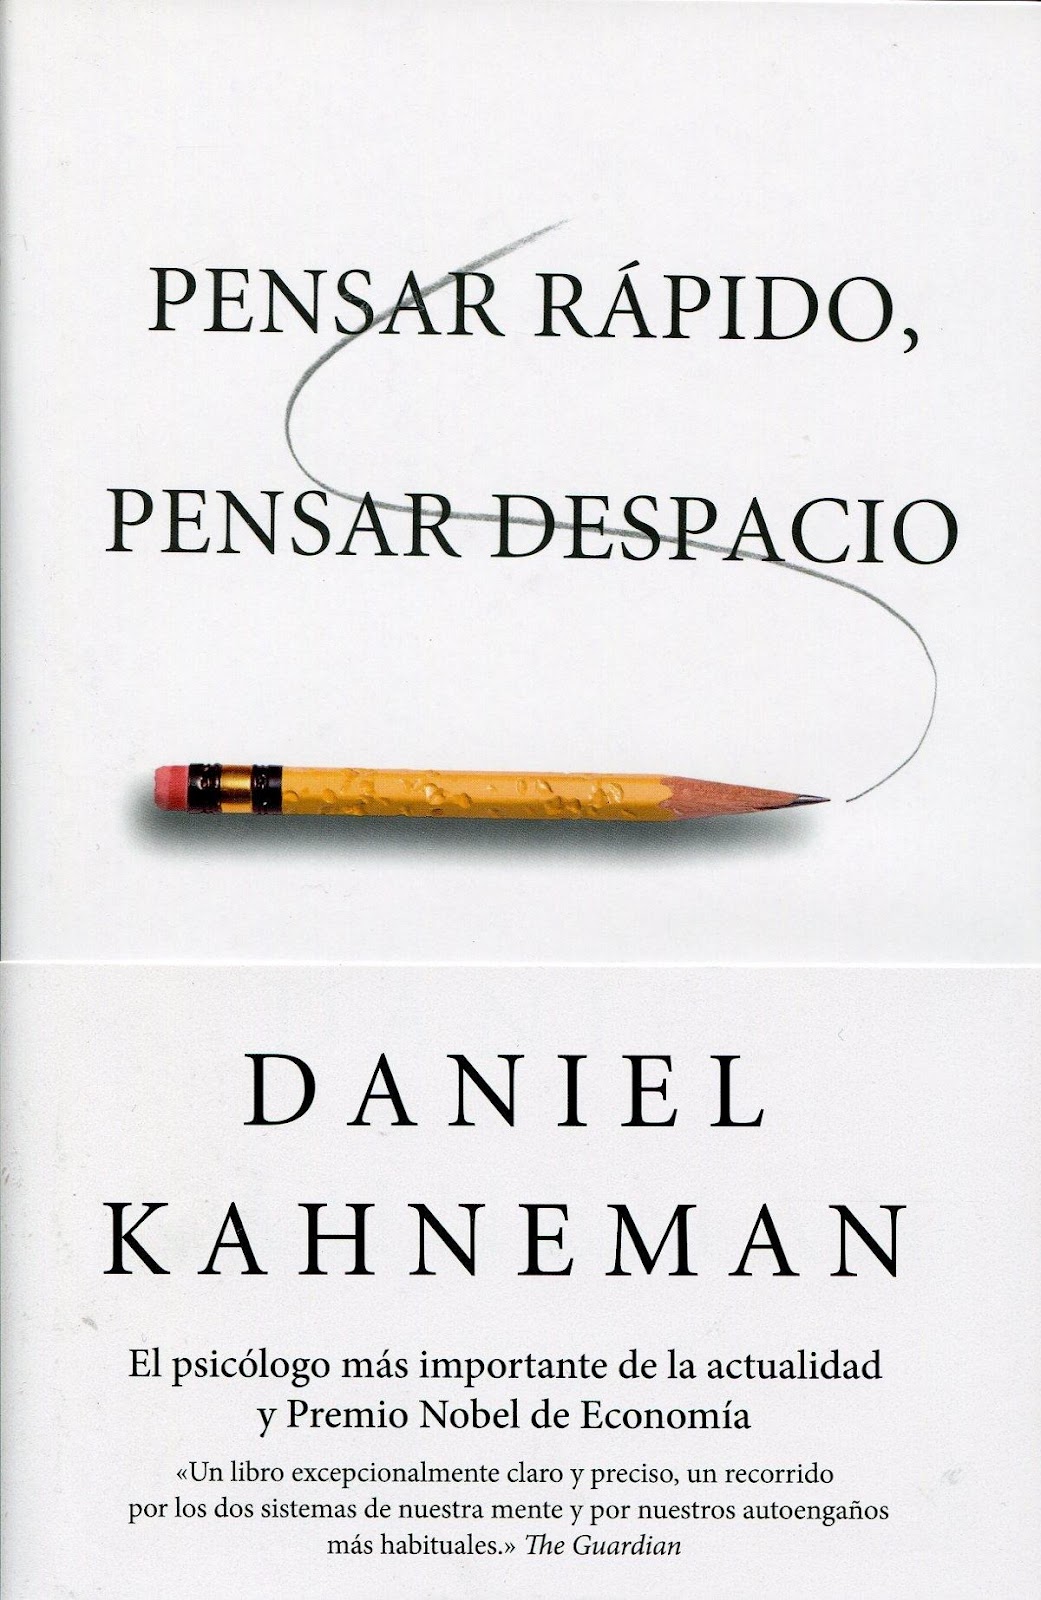 PENSAR RÁPIDO,
PENSAR DESPACIO
DANIEL
KAHNEMAN
El psicólogo más importante de la actualidad
y Premio Nobel de Economía
«Un libro excepcionalmente claro y preciso, un recorrido
por los dos sistemas de nuestra mente y por nuestros autoengaños
más habituales.» The Guardian